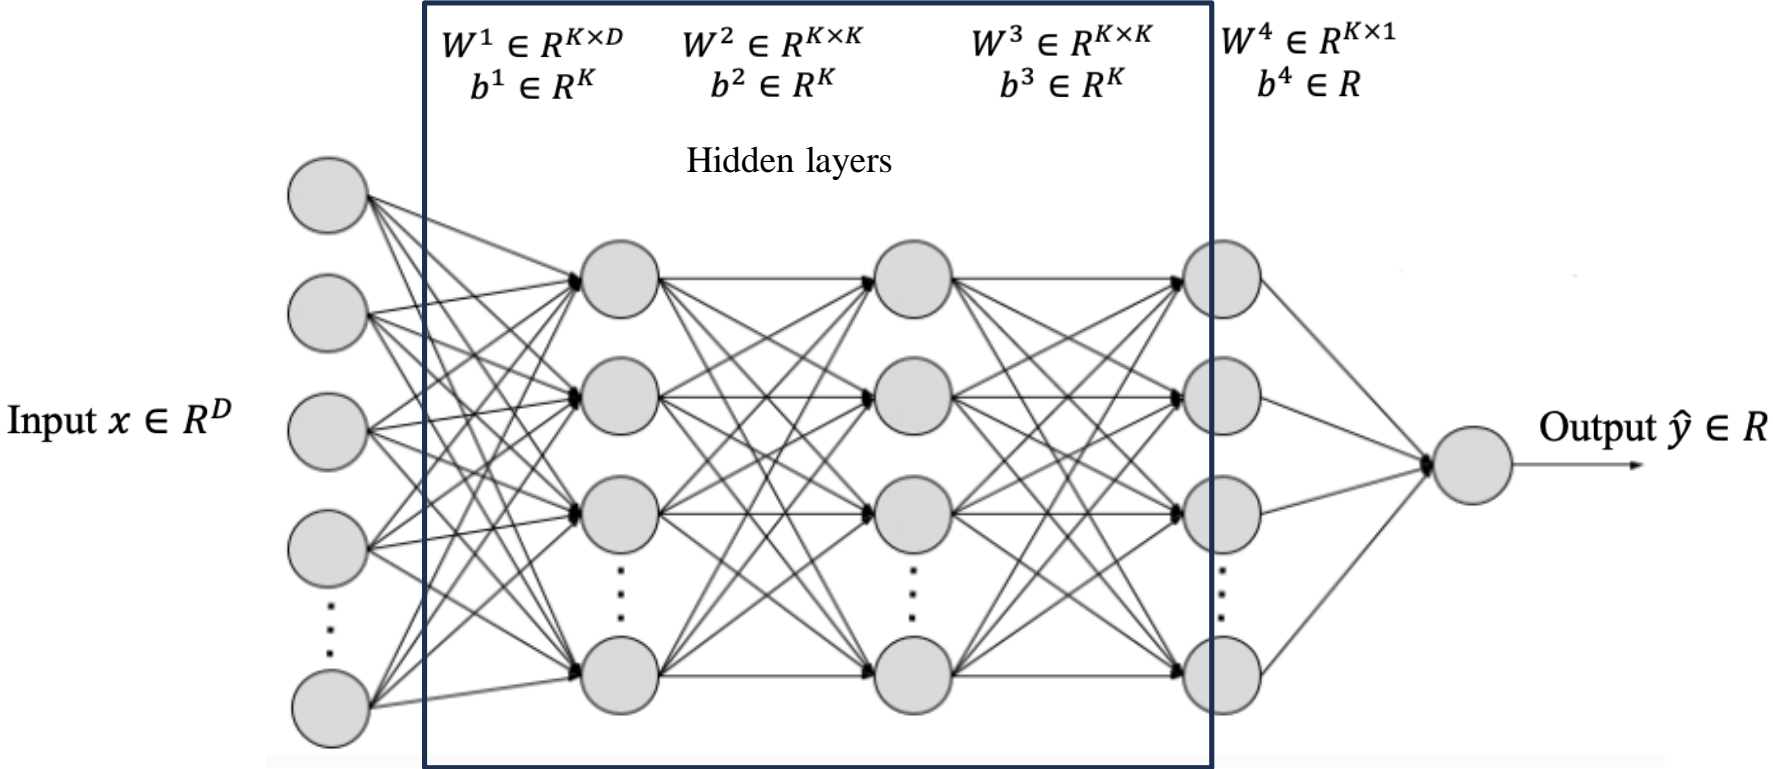 W¹ ∈ R^{K×D} W² ∈ R^{K×K} W³ ∈ R^{K×K} W⁴ ∈ R^{K×1}
b¹ ∈ R^K b² ∈ R^K b³ ∈ R^K b⁴ ∈ R
Hidden layers
Input x ∈ R^D
Output ŷ ∈ R